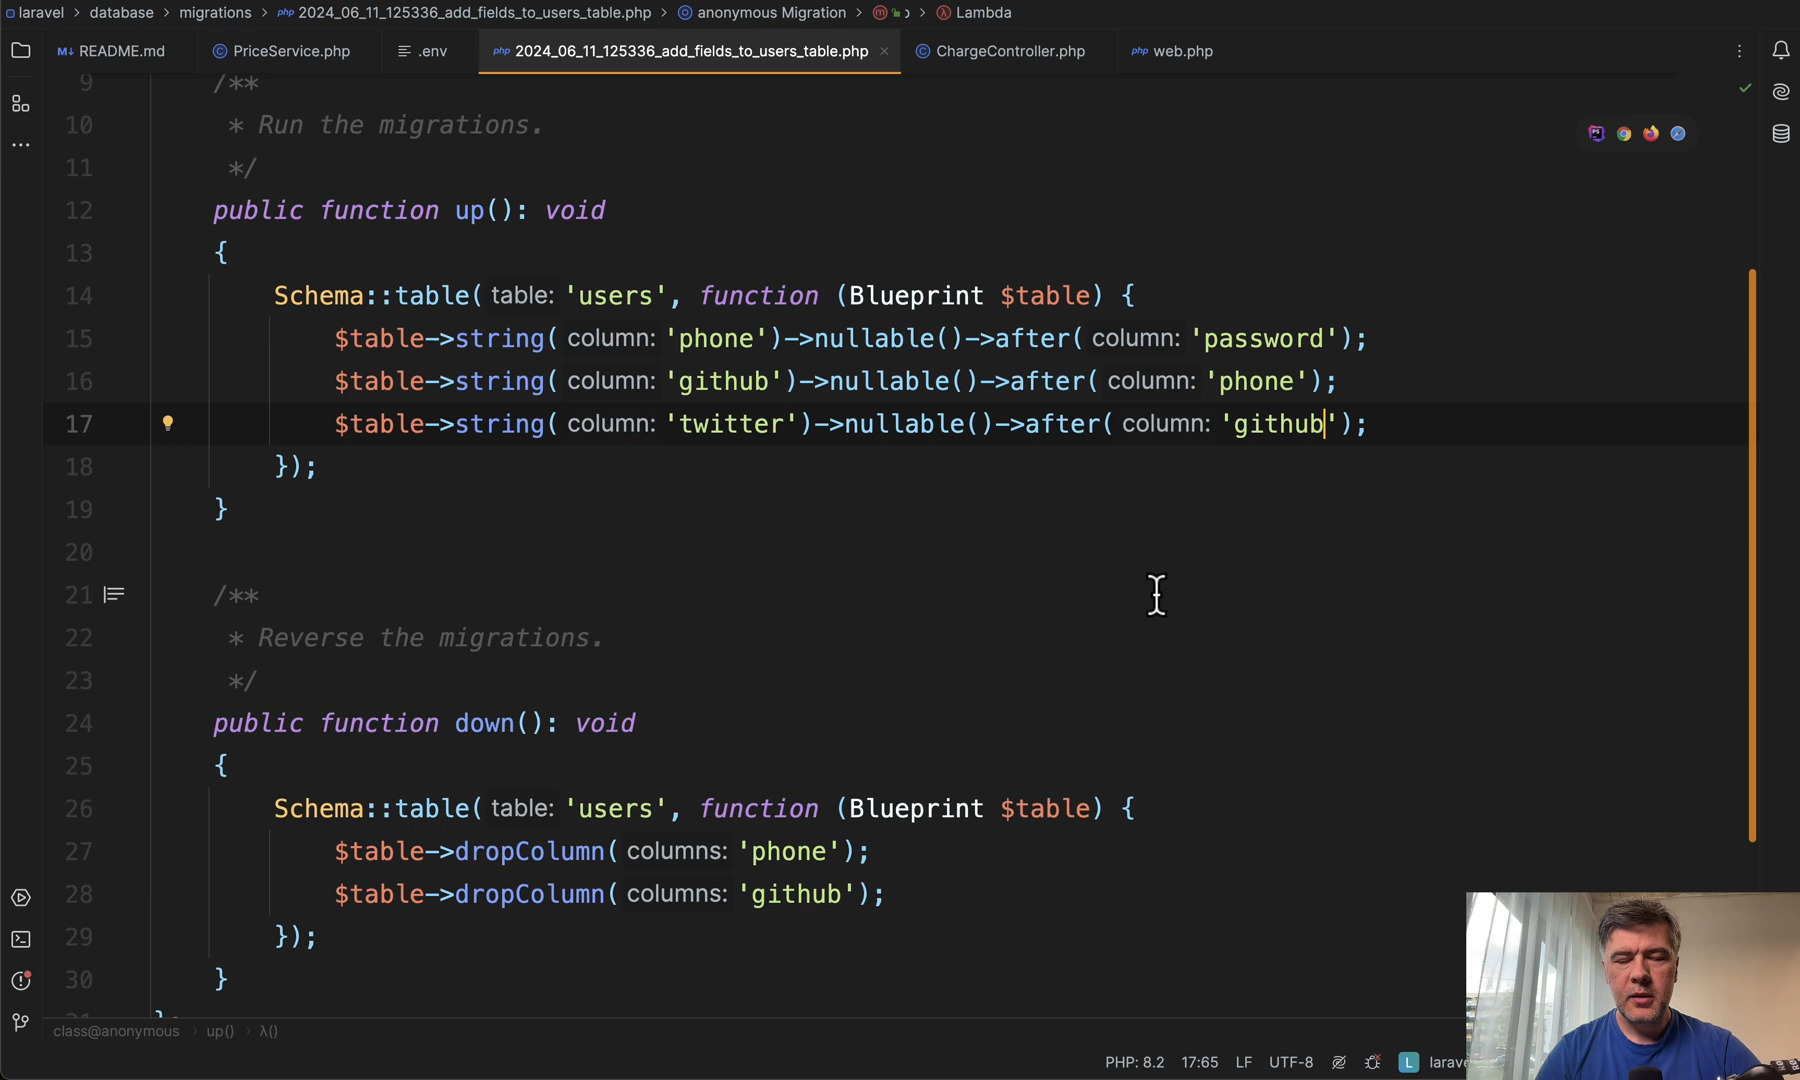 laravel > database > migrations > php 2024_06_11_125336_add_fields_to_users_table.php > anonymous Migration > m > λ Lambda
M↓ README.md PriceService.php .env php 2024_06_11_125336_add_fields_to_users_table.php × ChargeController.php php web.php
9 /**
10 * Run the migrations.
11 */
12 public function up(): void
13 {
14 Schema::table( table: 'users', function (Blueprint $table) {
15 $table->string( column: 'phone')->nullable()->after( column: 'password');
16 $table->string( column: 'github')->nullable()->after( column: 'phone');
17 $table->string( column: 'twitter')->nullable()->after( column: 'github');
18 });
19 }
20
21 /**
22 * Reverse the migrations.
23 */
24 public function down(): void
25 {
26 Schema::table( table: 'users', function (Blueprint $table) {
27 $table->dropColumn( columns: 'phone');
28 $table->dropColumn( columns: 'github');
29 });
30 }
class@anonymous > up() > λ()
PHP: 8.2 17:65 LF UTF-8 L